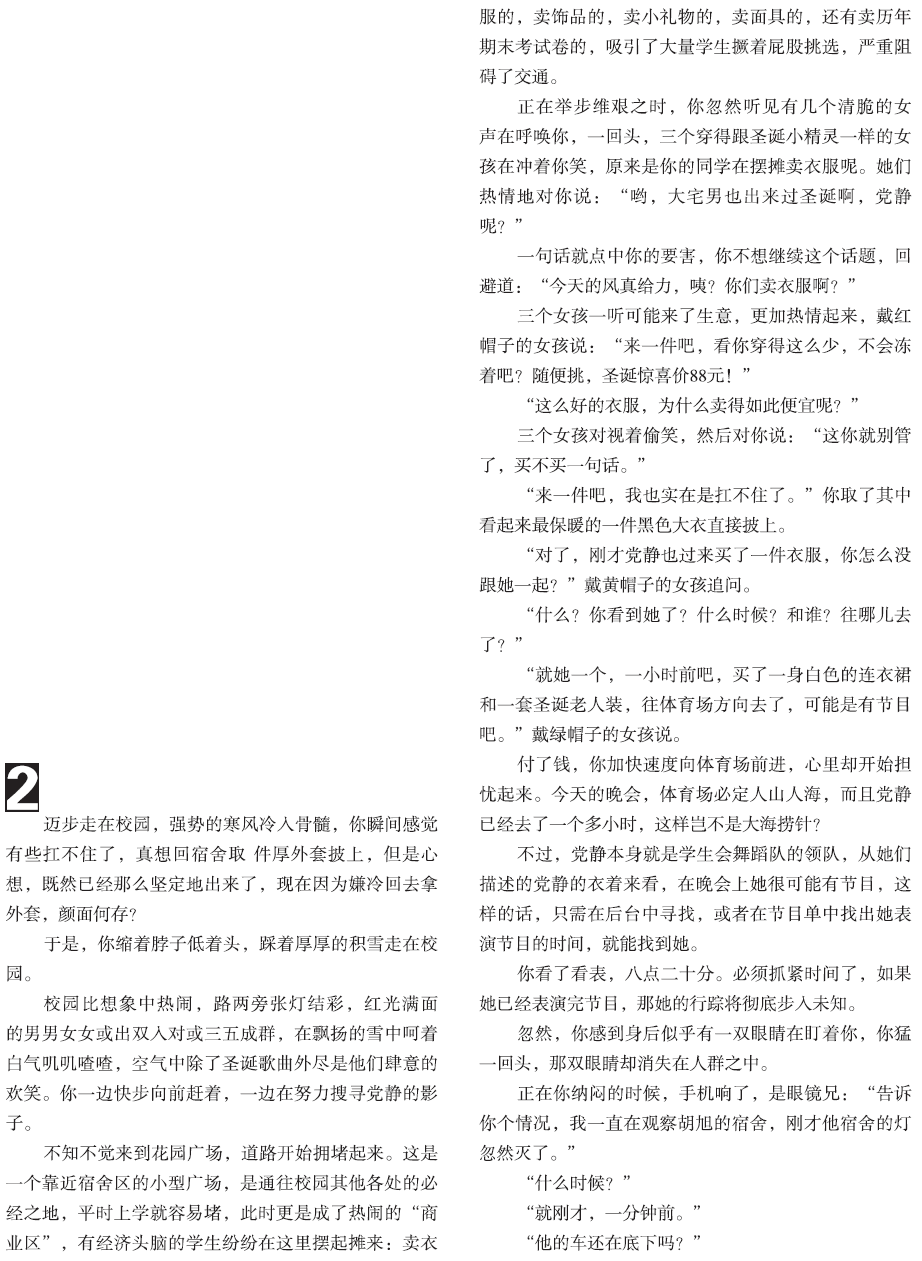 2
迈步走在校园，强势的寒风冷入骨髓，你瞬间感觉
有些扛不住了，真想回宿舍取 件厚外套披上，但是心
想，既然已经那么坚定地出来了，现在因为嫌冷回去拿
外套，颜面何存？
于是，你缩着脖子低着头，踩着厚厚的积雪走在校
园。
校园比想象中热闹，路两旁张灯结彩，红光满面
的男男女女或出双入对或三五成群，在飘扬的雪中呵着
白气叽叽喳喳，空气中除了圣诞歌曲外尽是他们肆意的
欢笑。你一边快步向前赶着，一边在努力搜寻党静的影
子。
不知不觉来到花园广场，道路开始拥堵起来。这是
一个靠近宿舍区的小型广场，是通往校园其他各处的必
经之地，平时上学就容易堵，此时更是成了热闹的“商
业区”，有经济头脑的学生纷纷在这里摆起摊来：卖衣
服的，卖饰品的，卖小礼物的，卖面具的，还有卖历年
期末考试卷的，吸引了大量学生撅着屁股挑选，严重阻
碍了交通。
正在举步维艰之时，你忽然听见有几个清脆的女
声在呼唤你，一回头，三个穿得跟圣诞小精灵一样的女
孩在冲着你笑，原来是你的同学在摆摊卖衣服呢。她们
热情地对你说：“哟，大宅男也出来过圣诞啊，党静
呢？”
一句话就点中你的要害，你不想继续这个话题，回
避道：“今天的风真给力，咦？你们卖衣服啊？”
三个女孩一听可能来了生意，更加热情起来，戴红
帽子的女孩说：“来一件吧，看你穿得这么少，不会冻
着吧？随便挑，圣诞惊喜价88元！”
“这么好的衣服，为什么卖得如此便宜呢？”
三个女孩对视着偷笑，然后对你说：“这你就别管
了，买不买一句话。”
“来一件吧，我也实在是扛不住了。”你取了其中
看起来最保暖的一件黑色大衣直接披上。
“对了，刚才党静也过来买了一件衣服，你怎么没
跟她一起？”戴黄帽子的女孩追问。
“什么？你看到她了？什么时候？和谁？往哪儿去
了？”
“就她一个，一小时前吧，买了一身白色的连衣裙
和一套圣诞老人装，往体育场方向去了，可能是有节目
吧。”戴绿帽子的女孩说。
付了钱，你加快速度向体育场前进，心里却开始担
忧起来。今天的晚会，体育场必定人山人海，而且党静
已经去了一个多小时，这样岂不是大海捞针？
不过，党静本身就是学生会舞蹈队的领队，从她们
描述的党静的衣着来看，在晚会上她很可能有节目，这
样的话，只需在后台中寻找，或者在节目单中找出她表
演节目的时间，就能找到她。
你看了看表，八点二十分。必须抓紧时间了，如果
她已经表演完节目，那她的行踪将彻底步入未知。
忽然，你感到身后似乎有一双眼睛在盯着你，你猛
一回头，那双眼睛却消失在人群之中。
正在你纳闷的时候，手机响了，是眼镜兄：“告诉
你个情况，我一直在观察胡旭的宿舍，刚才他宿舍的灯
忽然灭了。”
“什么时候？”
“就刚才，一分钟前。”
“他的车还在底下吗？”